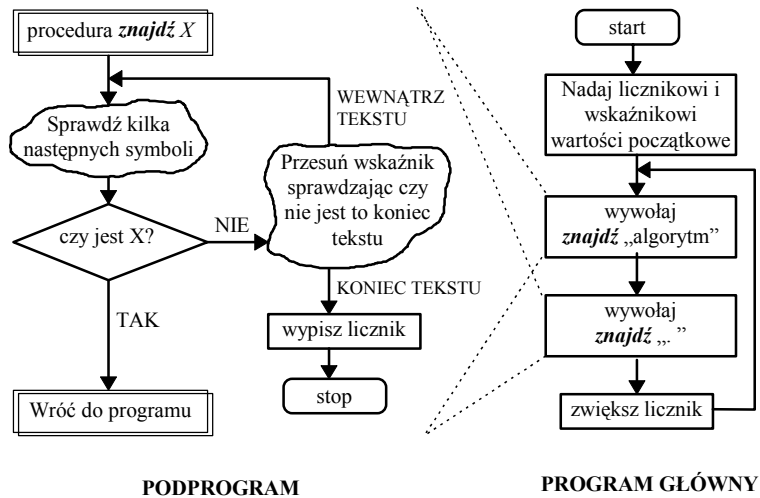 procedura znajdź X
Sprawdź kilka
następnych symboli
czy jest X?
NIE
TAK
Wróć do programu
WEWNĄTRZ
TEKSTU
Przesuń wskaźnik
sprawdzając czy
nie jest to koniec
tekstu
KONIEC TEKSTU
wypisz licznik
stop
PODPROGRAM
start
Nadaj licznikowi i
wskaźnikowi
wartości początkowe
wywołaj
znajdź „algorytm”
wywołaj
znajdź „. ”
zwiększ licznik
PROGRAM GŁÓWNY